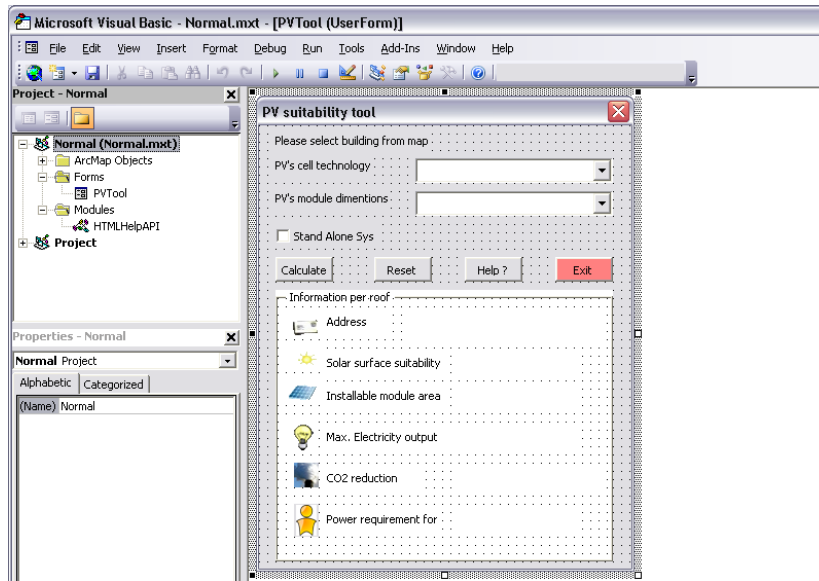 Microsoft Visual Basic - Normal.mxt - [PVTool (UserForm)]
File Edit View Insert Format Debug Run Tools Add-Ins Window Help
Project - Normal
Normal (Normal.mxt)
ArcMap Objects
Forms
PVTool
Modules
HTMLHelpAPI
Project
Properties - Normal
Normal Project
Alphabetic Categorized
(Name) Normal
PV suitability tool
Please select building from map
PV's cell technology
PV's module dimentions
Stand Alone Sys
Calculate Reset Help ? Exit
Information per roof
Address
Solar surface suitability
Installable module area
Max. Electricity output
CO2 reduction
Power requirement for